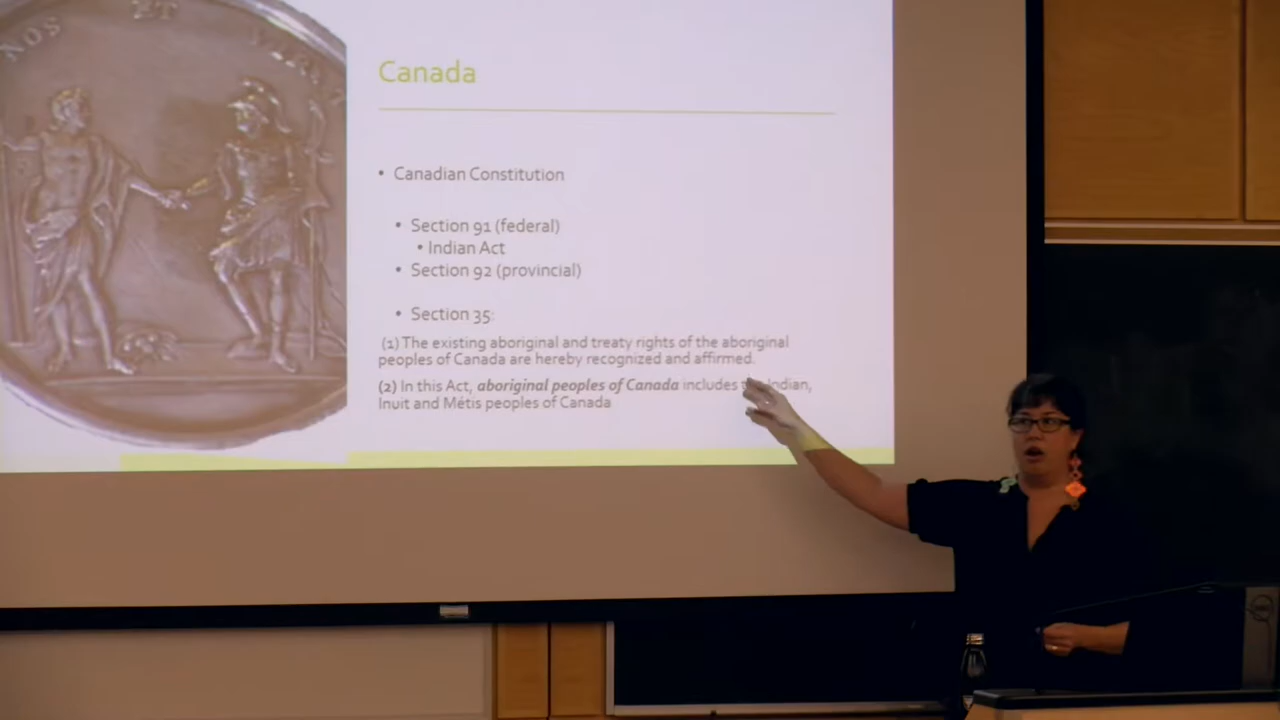 NOS ET
Canada
• Canadian Constitution
• Section 91 (federal)
• Indian Act
• Section 92 (provincial)
• Section 35:
(1) The existing aboriginal and treaty rights of the aboriginal
peoples of Canada are hereby recognized and affirmed.
(2) In this Act, aboriginal peoples of Canada includes Indian,
Inuit and Métis peoples of Canada